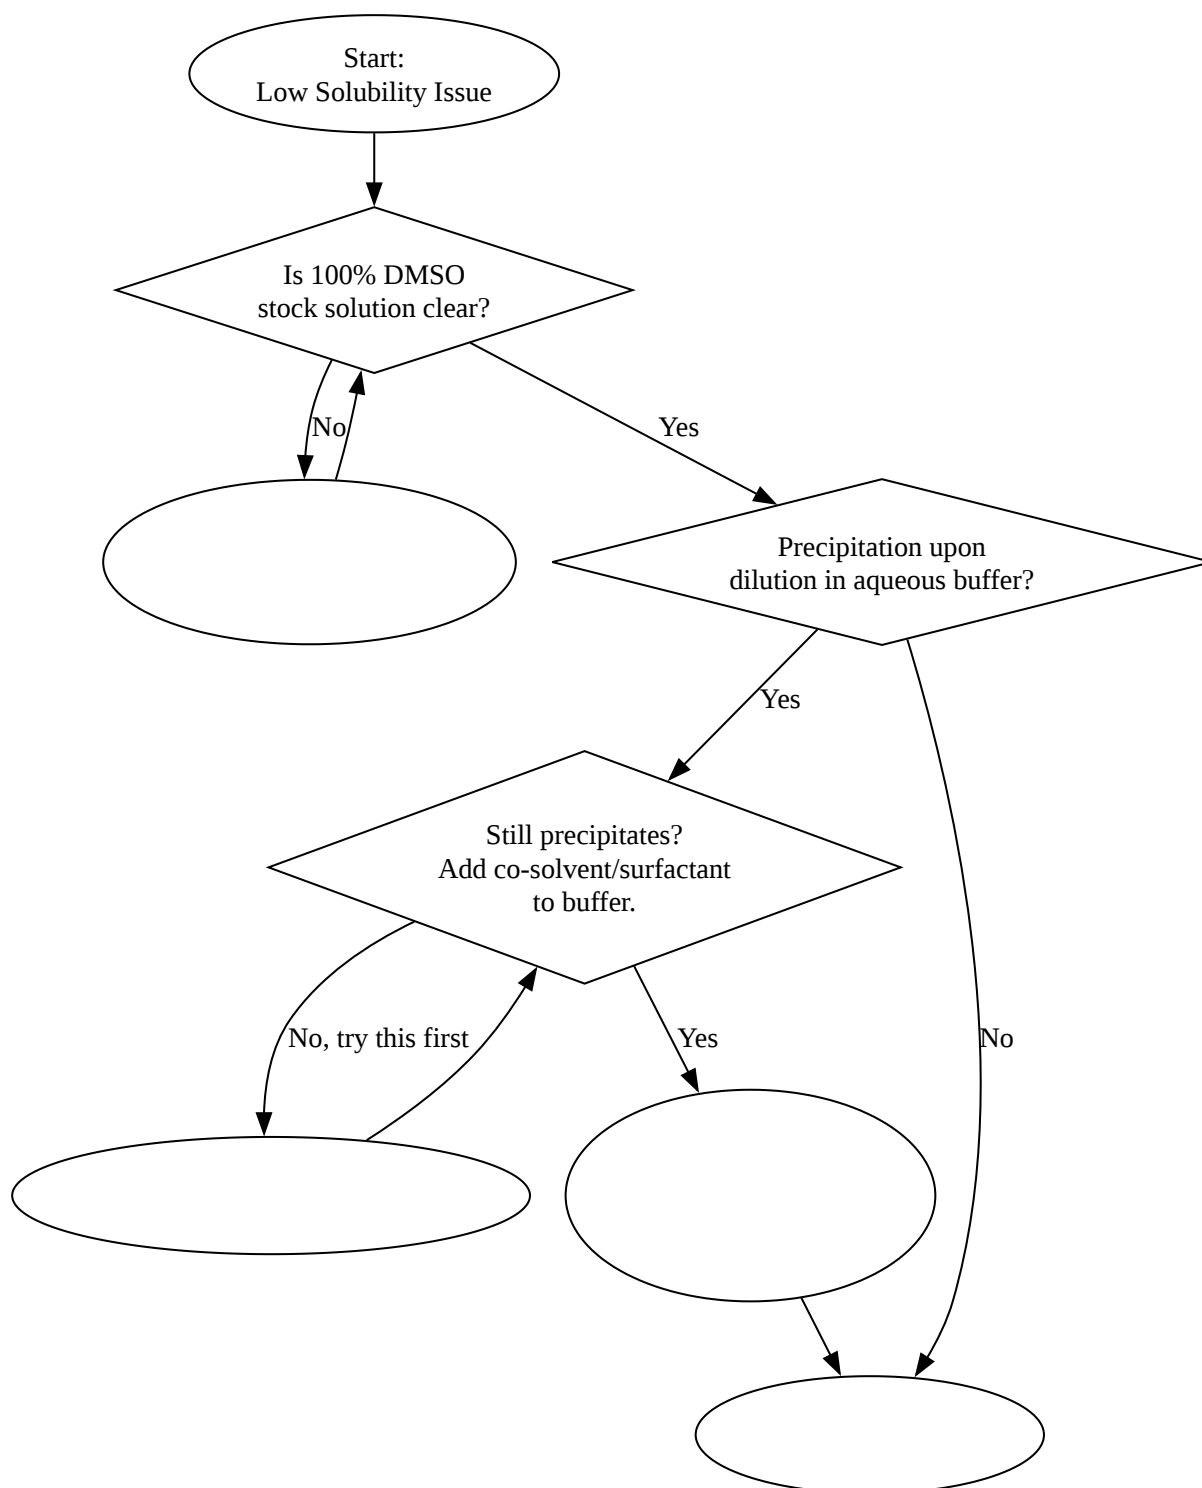 Start:
Low Solubility Issue
Is 100% DMSO
stock solution clear?
No
Yes
Precipitation upon
dilution in aqueous buffer?
Yes
Still precipitates?
Add co-solvent/surfactant
to buffer.
No, try this first
Yes
No